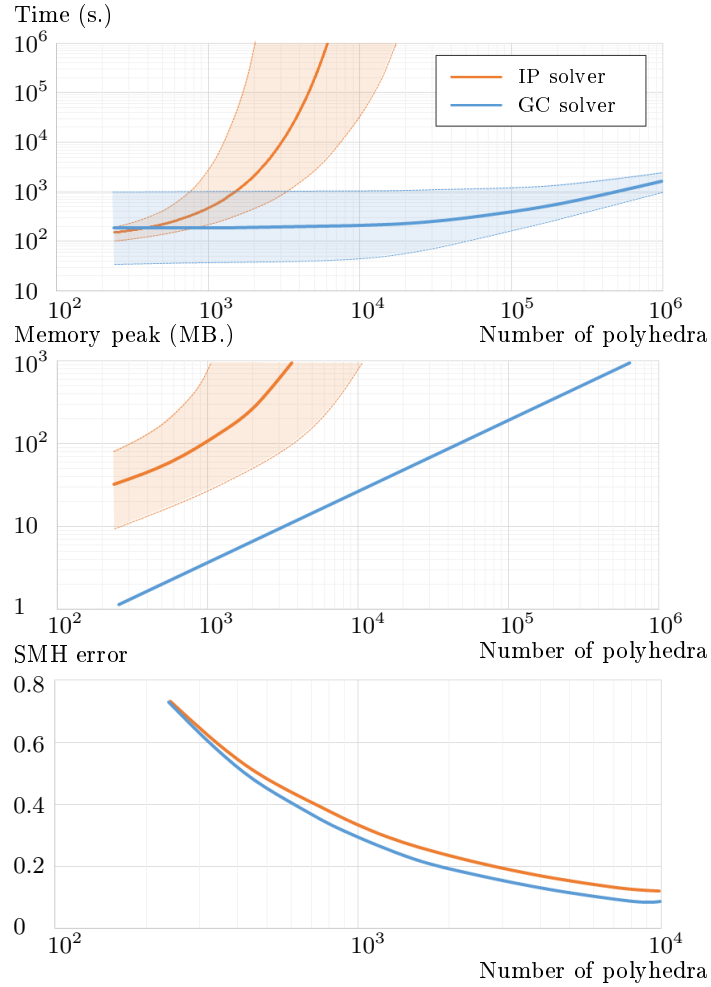 Time (s.)
10^6
10^5
10^4
10^3
10^2
10
IP solver
GC solver
10^2 10^3 10^4 10^5 10^6
Number of polyhedra
Memory peak (MB.)
10^3
10^2
10
1
10^2 10^3 10^4 10^5 10^6
Number of polyhedra
SMH error
0.8
0.6
0.4
0.2
0
10^2 10^3 10^4
Number of polyhedra